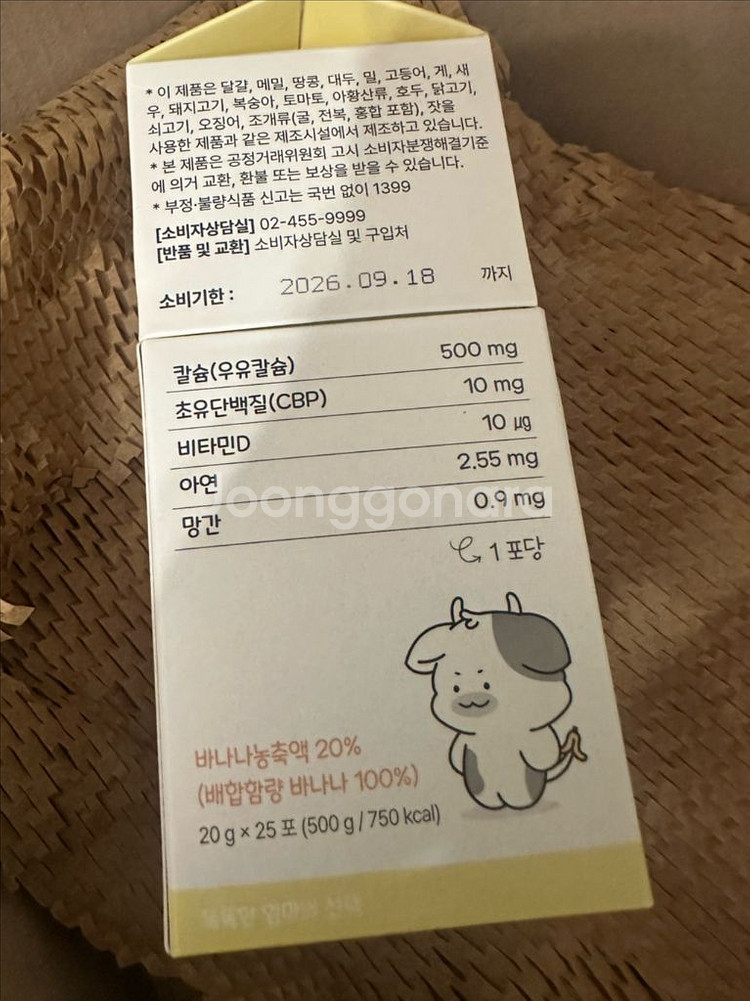 * 이 제품은 달걀, 메밀, 땅콩, 대두, 밀, 고등어, 게, 새
우, 돼지고기, 복숭아, 토마토, 아황산류, 호두, 닭고기,
쇠고기, 오징어, 조개류(굴, 전복, 홍합 포함), 잣을
사용한 제품과 같은 제조시설에서 제조하고 있습니다.
* 본 제품은 공정거래위원회 고시 소비자분쟁해결기준
에 의거 교환, 환불 또는 보상을 받을 수 있습니다.
* 부정·불량식품 신고는 국번 없이 1399
[소비자상담실] 02-455-9999
[반품 및 교환] 소비자상담실 및 구입처
소비기한 : 2026.09.18 까지
칼슘(우유칼슘) 500 mg
초유단백질(CBP) 10 mg
비타민D 10 μg
아연 2.55 mg
망간 0.9 mg
joonggonara
1 포당
바나나농축액 20%
(배합함량 바나나 100%)
20 g × 25 포 (500 g / 750 kcal)
똑똑한 엄마의 선택